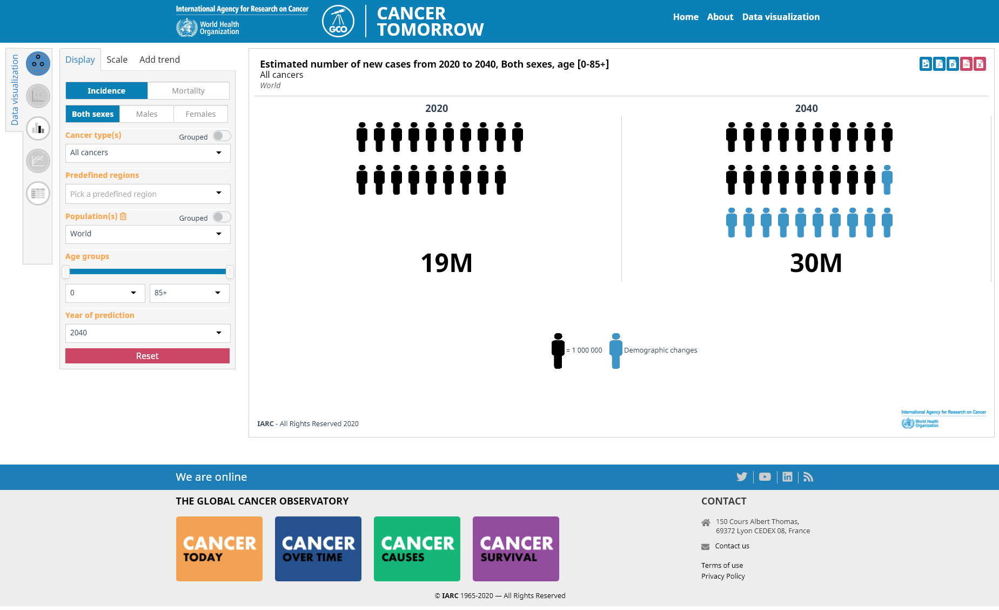 International Agency for Research on Cancer
World Health
Organization
GCO
CANCER
TOMORROW
Home About Data visualization
Data visualization
Display Scale Add trend
Incidence Mortality
Both sexes Males Females
Cancer type(s) Grouped
All cancers
Predefined regions
Pick a predefined region
Population(s) Grouped
World
Age groups
0 85+
Year of prediction
2040
Reset
Estimated number of new cases from 2020 to 2040, Both sexes, age [0-85+]
All cancers
World
2020 2040
19M 30M
= 1 000 000 Demographic changes
IARC - All Rights Reserved 2020
International Agency for Research on Cancer
World Health
Organization
We are online
THE GLOBAL CANCER OBSERVATORY
CANCER
TODAY
CANCER
OVER TIME
CANCER
CAUSES
CANCER
SURVIVAL
CONTACT
150 Cours Albert Thomas,
69372 Lyon CEDEX 08, France
Contact us
Terms of use
Privacy Policy
© IARC 1965-2020 — All Rights Reserved